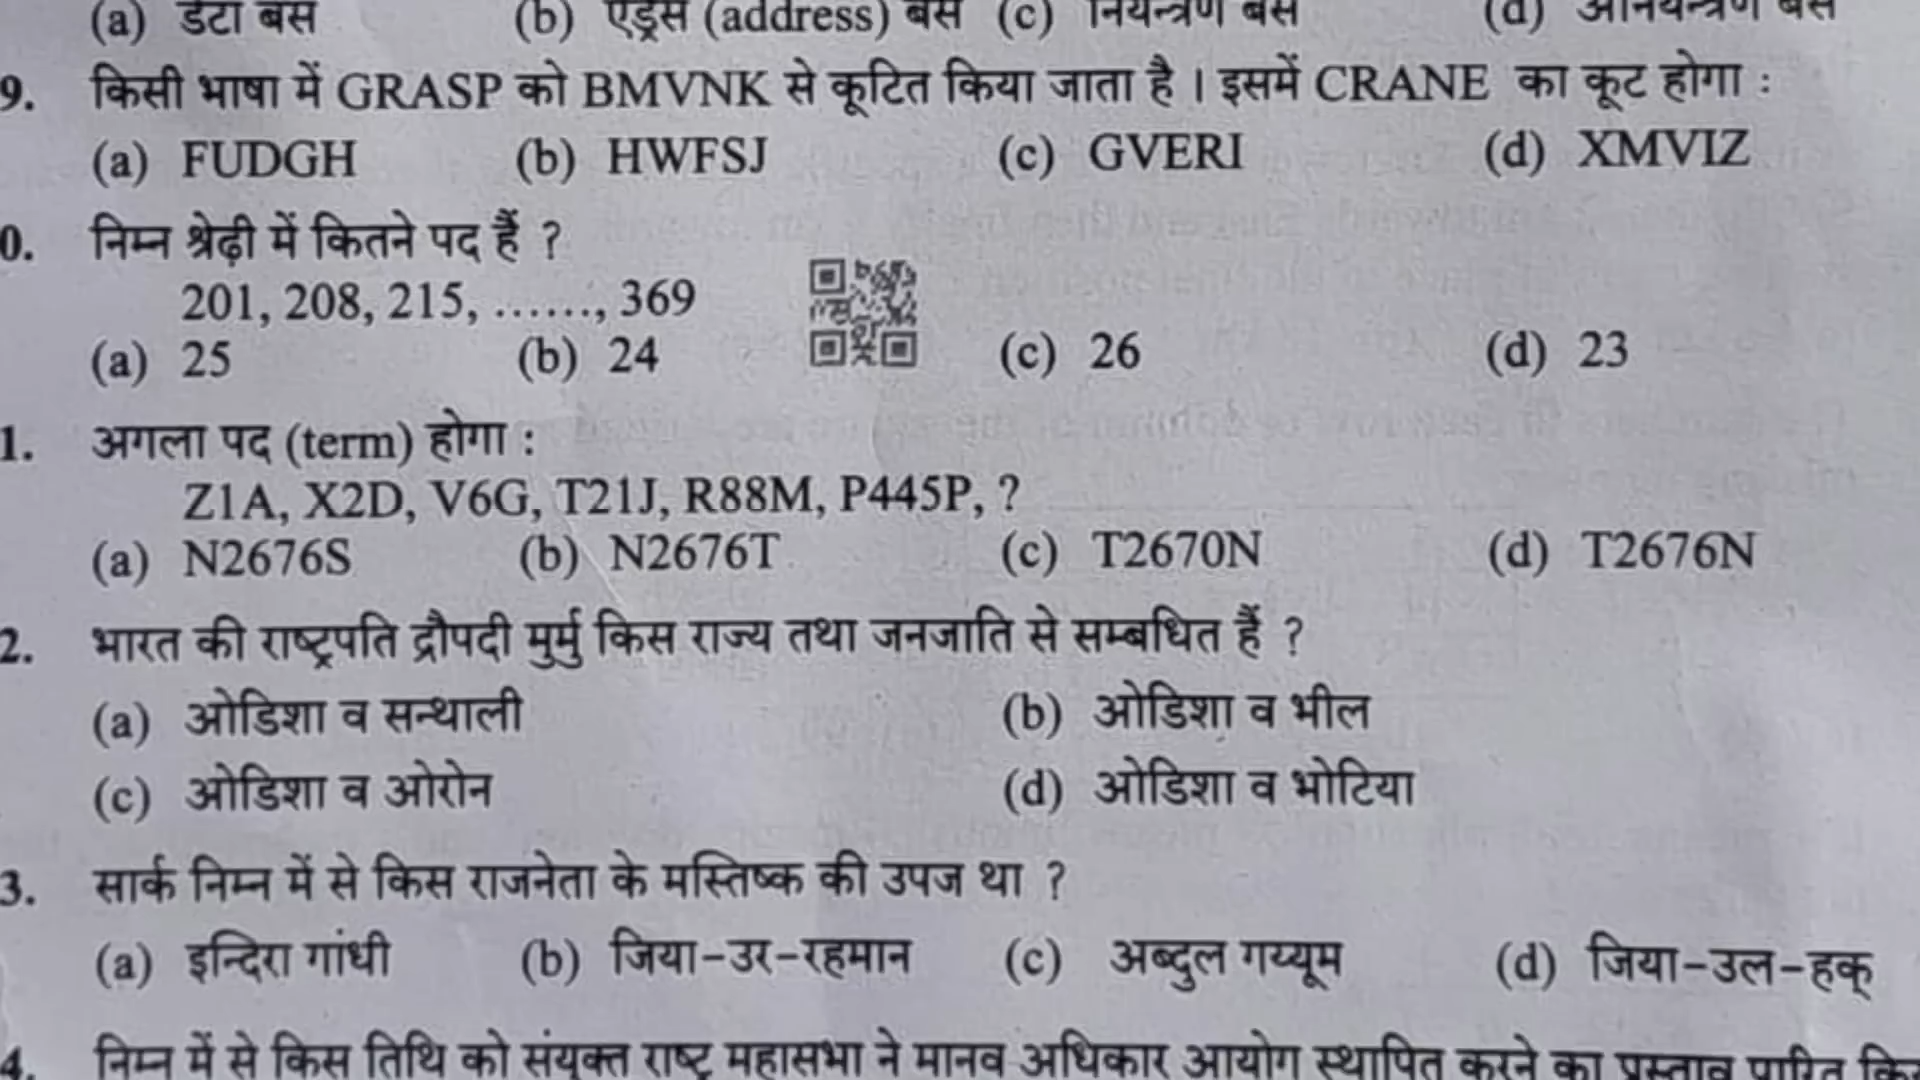 (a) डेटा बस (b) एड्रेस (address) बस (c) नियन्त्रण बस (d) अनियन्त्रण बस
9. किसी भाषा में GRASP को BMVNK से कूटित किया जाता है । इसमें CRANE का कूट होगा :
(a) FUDGH (b) HWFSJ (c) GVERI (d) XMVIZ
0. निम्न श्रेढ़ी में कितने पद हैं ?
201, 208, 215, ......, 369
(a) 25 (b) 24 (c) 26 (d) 23
1. अगला पद (term) होगा :
Z1A, X2D, V6G, T21J, R88M, P445P, ?
(a) N2676S (b) N2676T (c) T2670N (d) T2676N
2. भारत की राष्ट्रपति द्रौपदी मुर्मु किस राज्य तथा जनजाति से सम्बधित हैं ?
(a) ओडिशा व सन्थाली (b) ओडिशा व भील
(c) ओडिशा व ओरोन (d) ओडिशा व भोटिया
3. सार्क निम्न में से किस राजनेता के मस्तिष्क की उपज था ?
(a) इन्दिरा गांधी (b) जिया-उर-रहमान (c) अब्दुल गय्यूम (d) जिया-उल-हक्
4. निम्न में से किस तिथि को संयुक्त राष्ट्र महासभा ने मानव अधिकार आयोग स्थापित करने का प्रस्ताव पारित